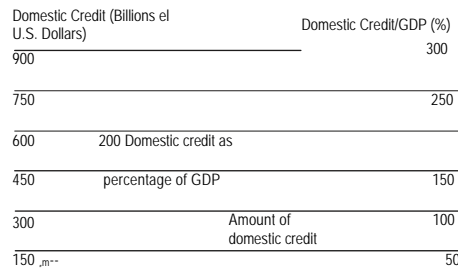 Domestic Credit (Billions el
U.S. Dollars)
Domestic Credit/GDP (%)
900 300
750 250
600 200 Domestic credit as
450 percentage of GDP 150
300 Amount of 100
domestic credit
150 ,m-- 50